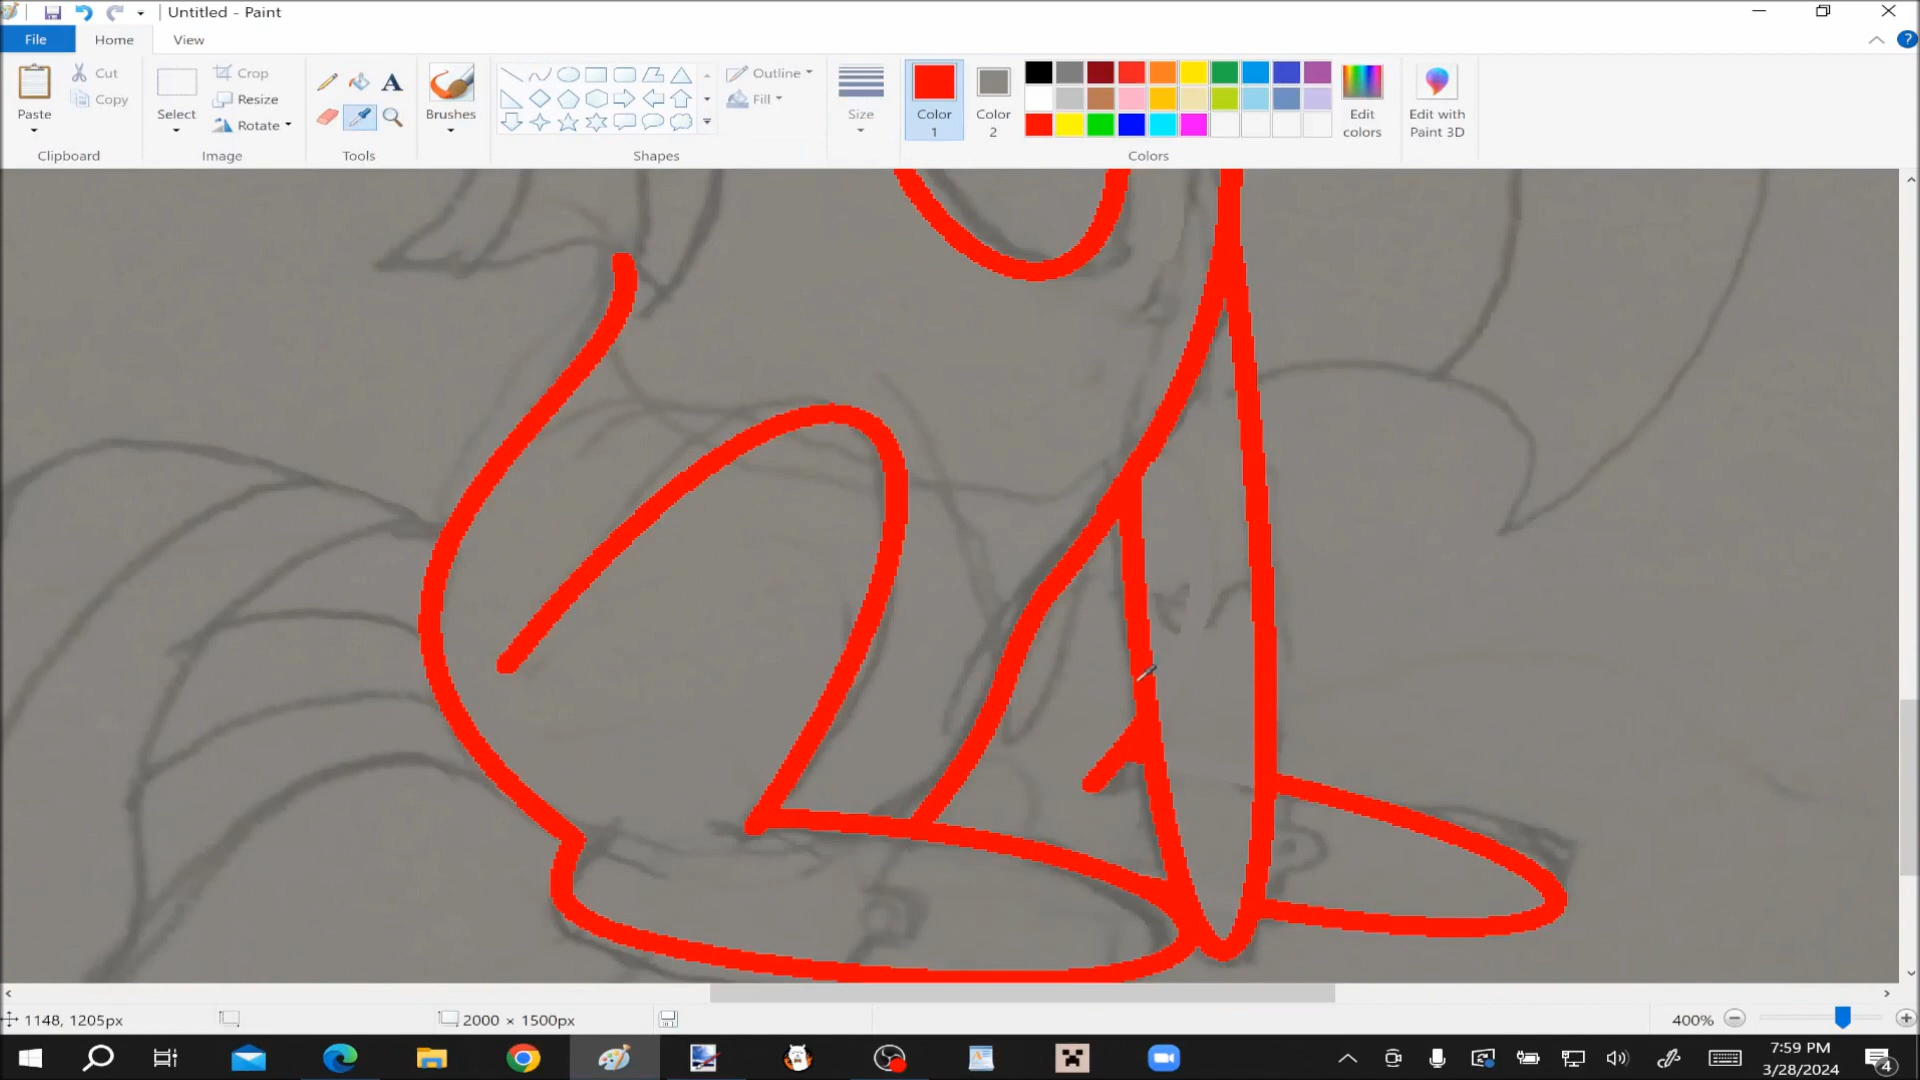 Untitled - Paint
File
Home
View
Paste
Cut
Copy
Clipboard
Select
Crop
Resize
Rotate
Image
A
Tools
Brushes
Outline
Fill
Shapes
Size
Color 1
Color 2
Edit colors
Edit with Paint 3D
Colors
?
1148, 1205px
2000 × 1500px
400%
7:59 PM
3/28/2024
4